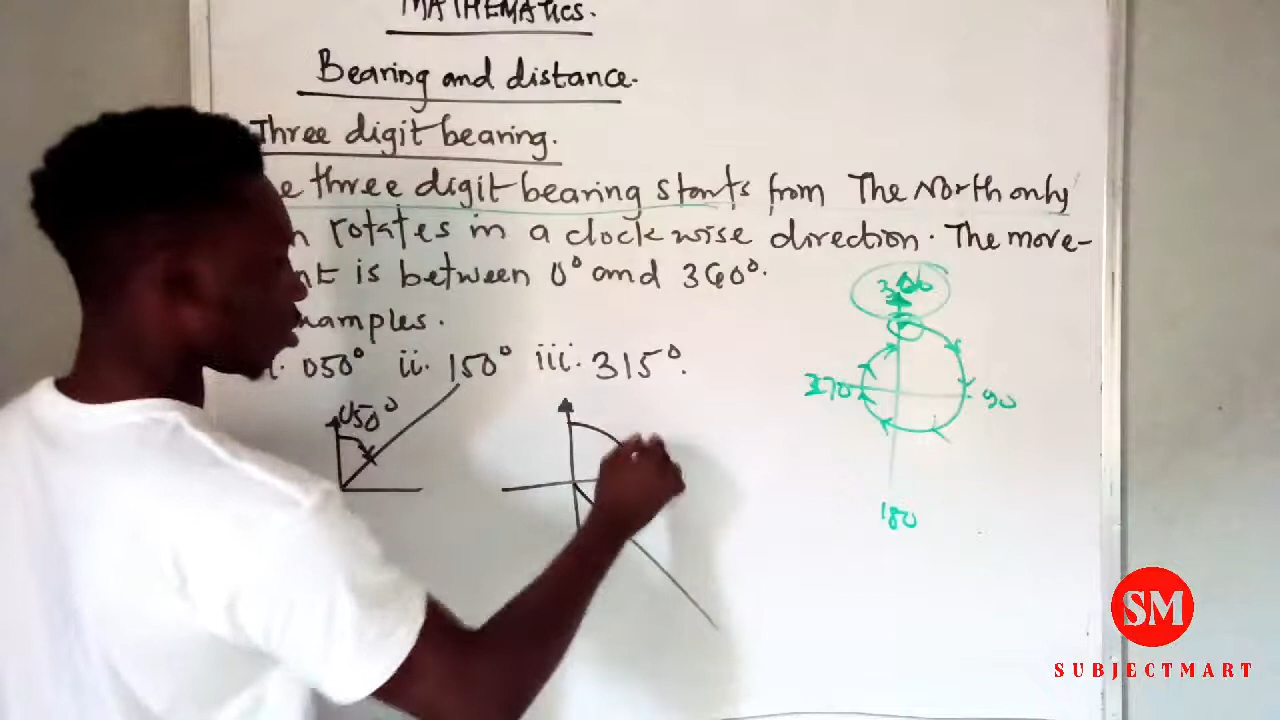 MATHEMATICS.
Bearing and distance.
Three digit bearing.
e three digit bearing starts from The North only
n rotates in a clockwise direction. The move-
nt is between 0° and 360°.
amples.
i. 050° ii. 150° iii. 315°.
050°
360
270
90
180
SM
SUBJECTMART